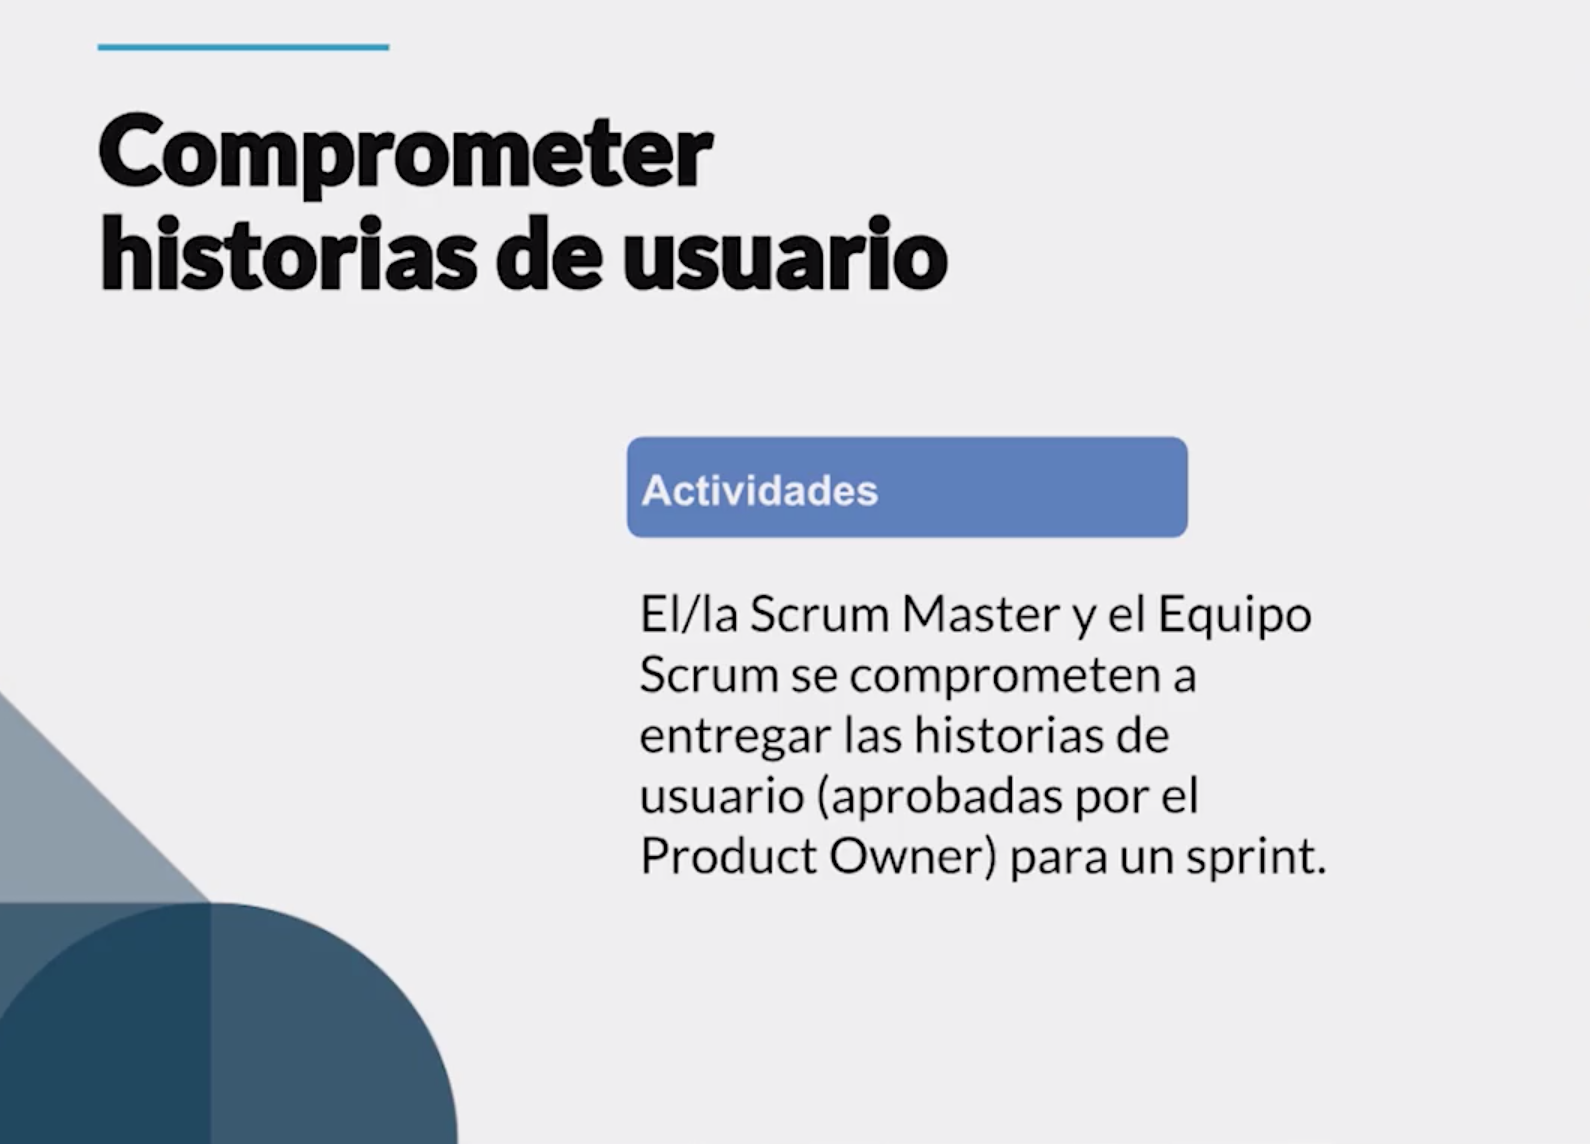 Comprometer
historias de usuario
Actividades
El/la Scrum Master y el Equipo
Scrum se comprometen a
entregar las historias de
usuario (aprobadas por el
Product Owner) para un sprint.